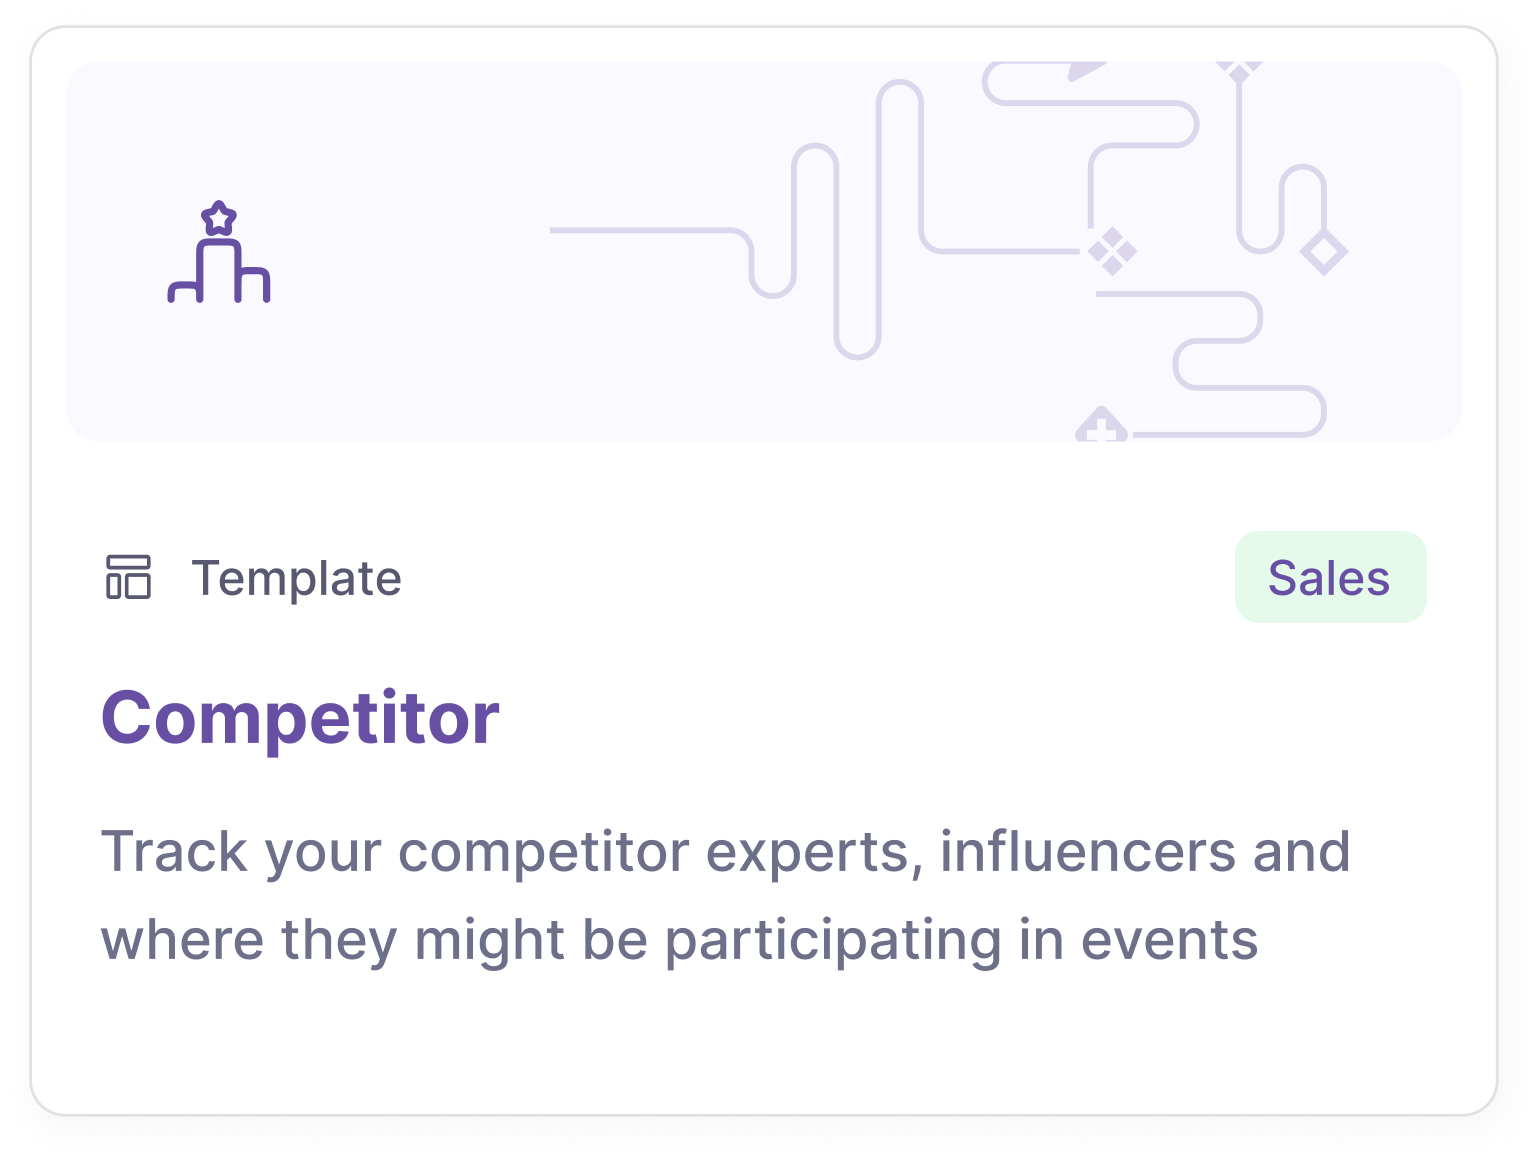 Template
Sales
Competitor
Track your competitor experts, influencers and
where they might be participating in events